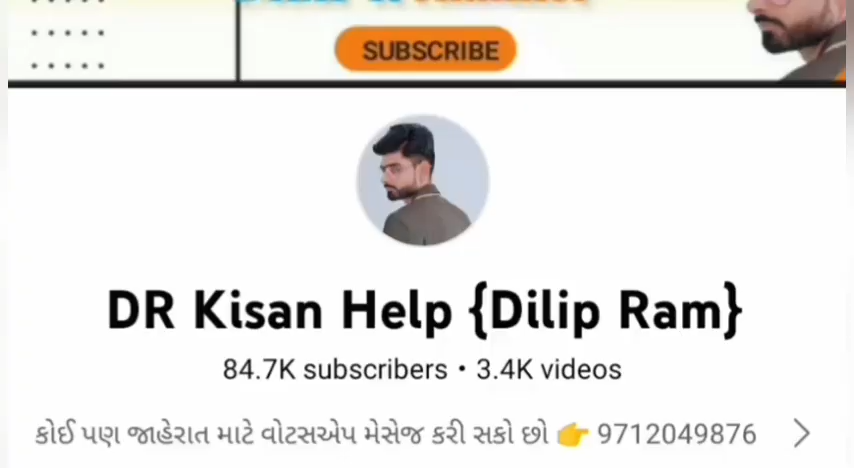 SUBSCRIBE
DR Kisan Help {Dilip Ram}
84.7K subscribers • 3.4K videos
કોઈ પણ જાહેરાત માટે વોટસએપ મેસેજ કરી સકો છો 👉 9712049876